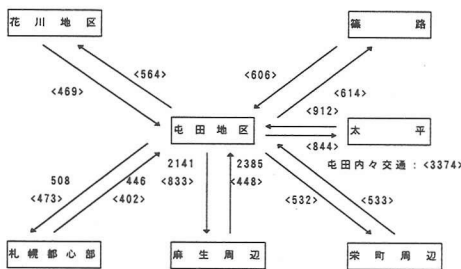 花川地区
篠路
<564>
<606>
<469>
<614>
<912>
屯田地区
太平
<844>
屯田内々交通:<3374>
2141
2385
508
446
<833>
<448>
<473>
<402>
<532>
<533>
札幌都心部
麻生周辺
栄町周辺